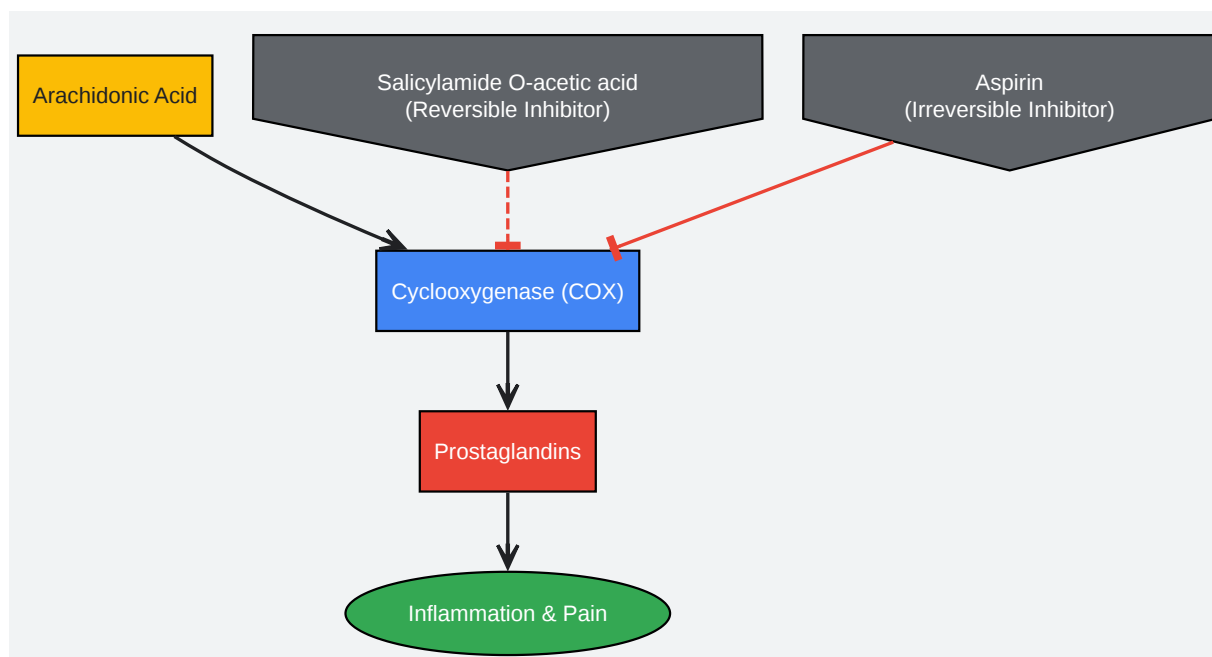 Arachidonic Acid
Salicylamide O-acetic acid
(Reversible Inhibitor)
Aspirin
(Irreversible Inhibitor)
Cyclooxygenase (COX)
Prostaglandins
Inflammation & Pain